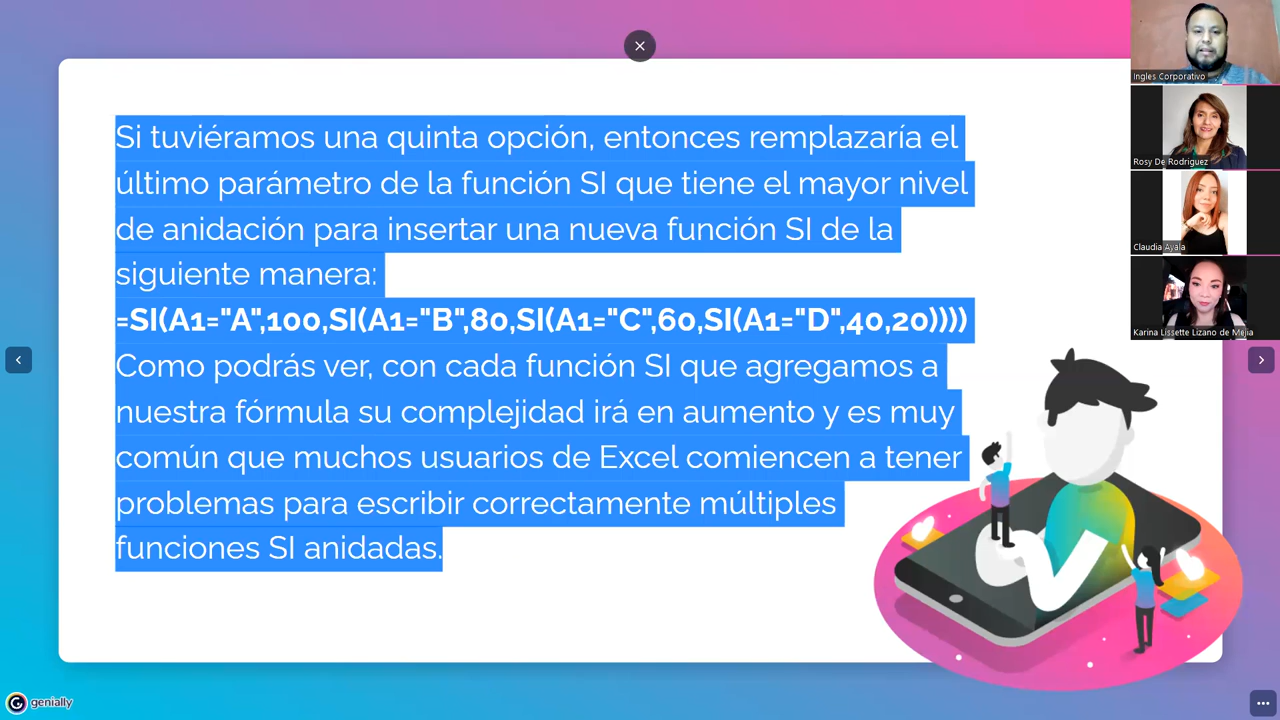 Si tuviéramos una quinta opción, entonces remplazaría el
último parámetro de la función SI que tiene el mayor nivel
de anidación para insertar una nueva función SI de la
siguiente manera:
=SI(A1="A",100,SI(A1="B",80,SI(A1="C",60,SI(A1="D",40,20))))
Como podrás ver, con cada función SI que agregamos a
nuestra fórmula su complejidad irá en aumento y es muy
común que muchos usuarios de Excel comiencen a tener
problemas para escribir correctamente múltiples
funciones SI anidadas.
Ingles Corporativo
Rosy De Rodriguez
Claudia Ayala
Karina Lissette Lizano de Mejia
genially